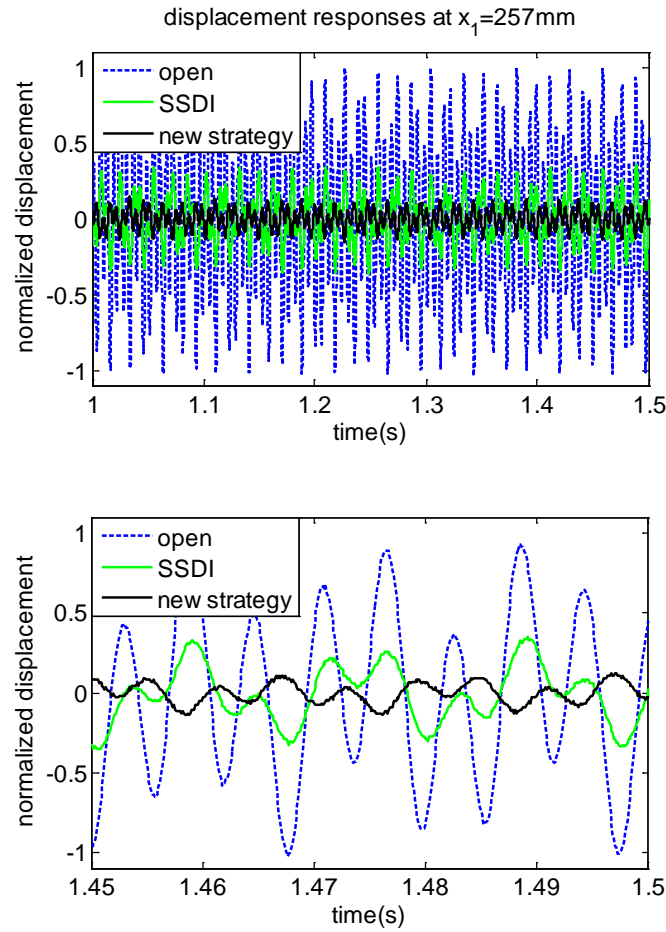 displacement responses at x₁=257mm
normalized displacement
1
0.5
0
-0.5
-1
open
SSDI
new strategy
1
1.1
1.2
1.3
1.4
1.5
time(s)
normalized displacement
1
0.5
0
-0.5
-1
open
SSDI
new strategy
1.45
1.46
1.47
1.48
1.49
1.5
time(s)